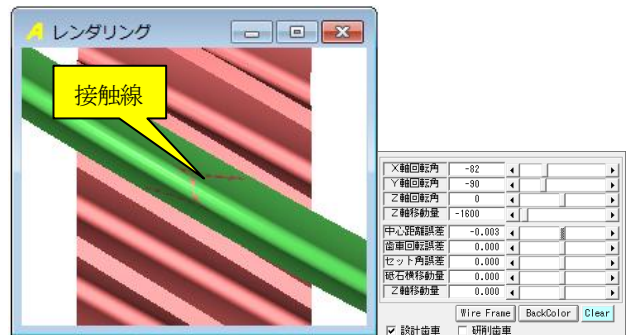 レンダリング
接触線
X軸回転角 -82
Y軸回転角 -90
Z軸回転角 0
Z軸移動量 -1600
中心距離誤差 -0.003
歯車回転誤差 0.000
セット角誤差 0.000
砥石横移動量 0.000
Z軸移動量 0.000
Wire Frame BackColor Clear
設計歯車 研削歯車